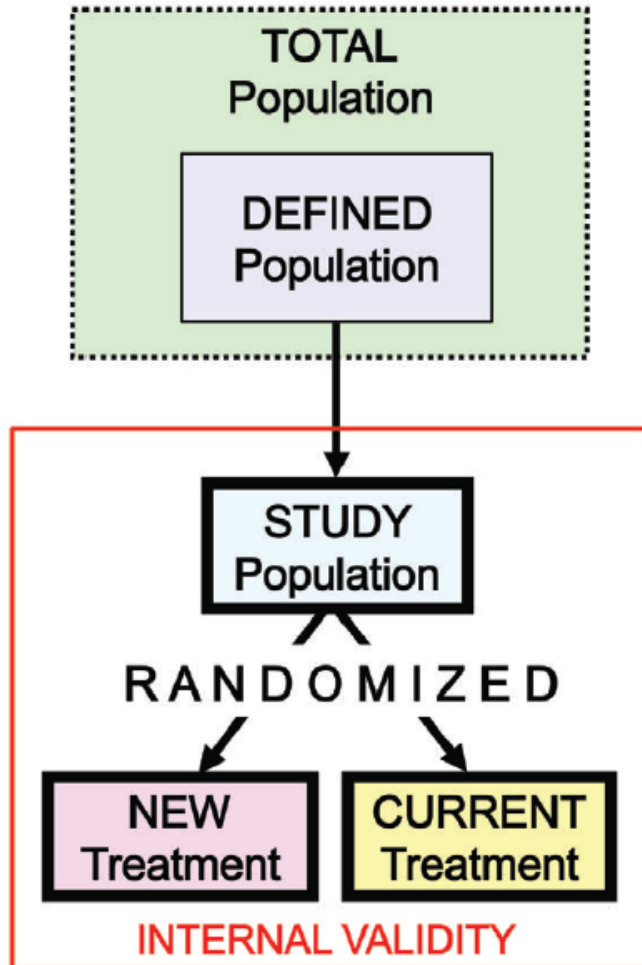 TOTAL
Population
DEFINED
Population
STUDY
Population
RANDOMIZED
NEW
Treatment
CURRENT
Treatment
INTERNAL VALIDITY